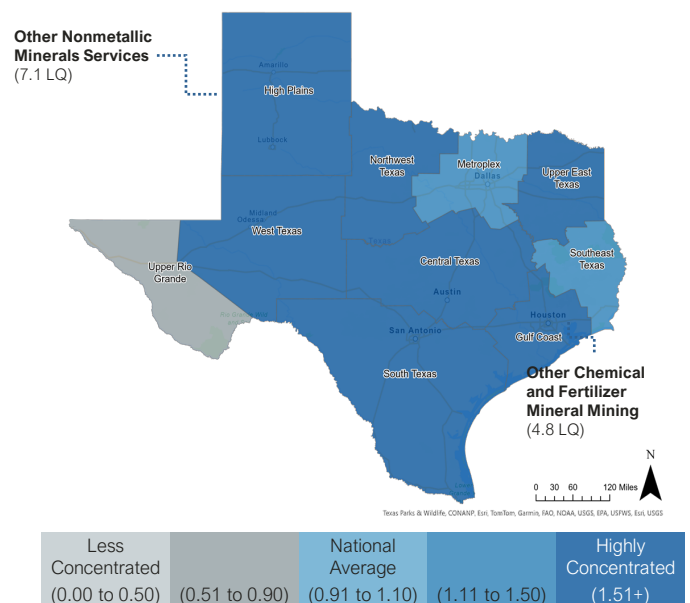 Other Nonmetallic
Minerals Services
(7.1 LQ)
Amarillo
High Plains
Lubbock
Northwest
Texas
Metroplex
Dallas
Upper East
Texas
Midland
Odessa
West Texas
Texas
Upper Rio
Grande
Central Texas
Southeast
Texas
Austin
Houston
San Antonio
Gulf Coast
South Texas
Other Chemical
and Fertilizer
Mineral Mining
(4.8 LQ)
N
0 30 60 120 Miles
Texas Parks & Wildlife, CONANP, Esri, TomTom, Garmin, FAO, NOAA, USGS, EPA, USFWS, Esri, USGS
Less
Concentrated
(0.00 to 0.50)
(0.51 to 0.90)
National
Average
(0.91 to 1.10)
(1.11 to 1.50)
Highly
Concentrated
(1.51+)